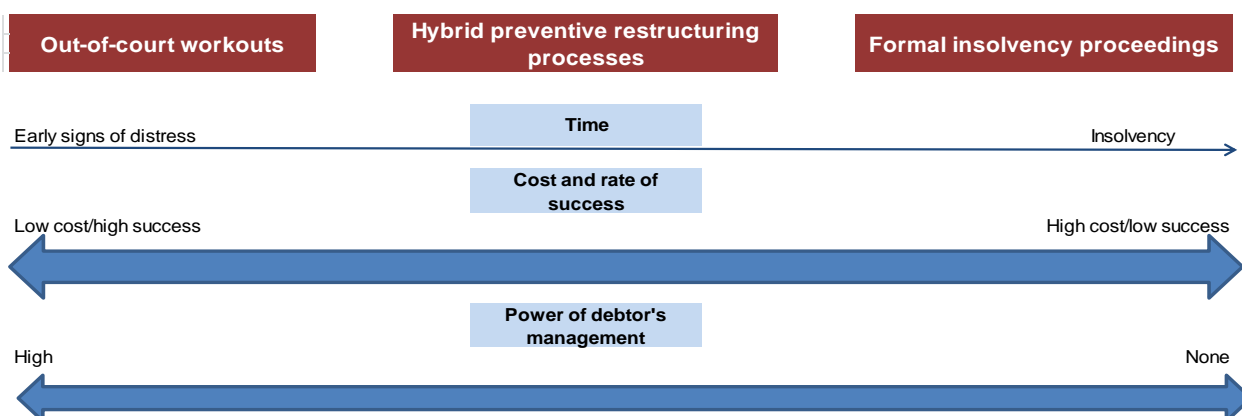 Out-of-court workouts
Hybrid preventive restructuring
processes
Formal insolvency proceedings
Time
Early signs of distress
Insolvency
Cost and rate of
success
Low cost/high success
High cost/low success
Power of debtor's
management
High
None